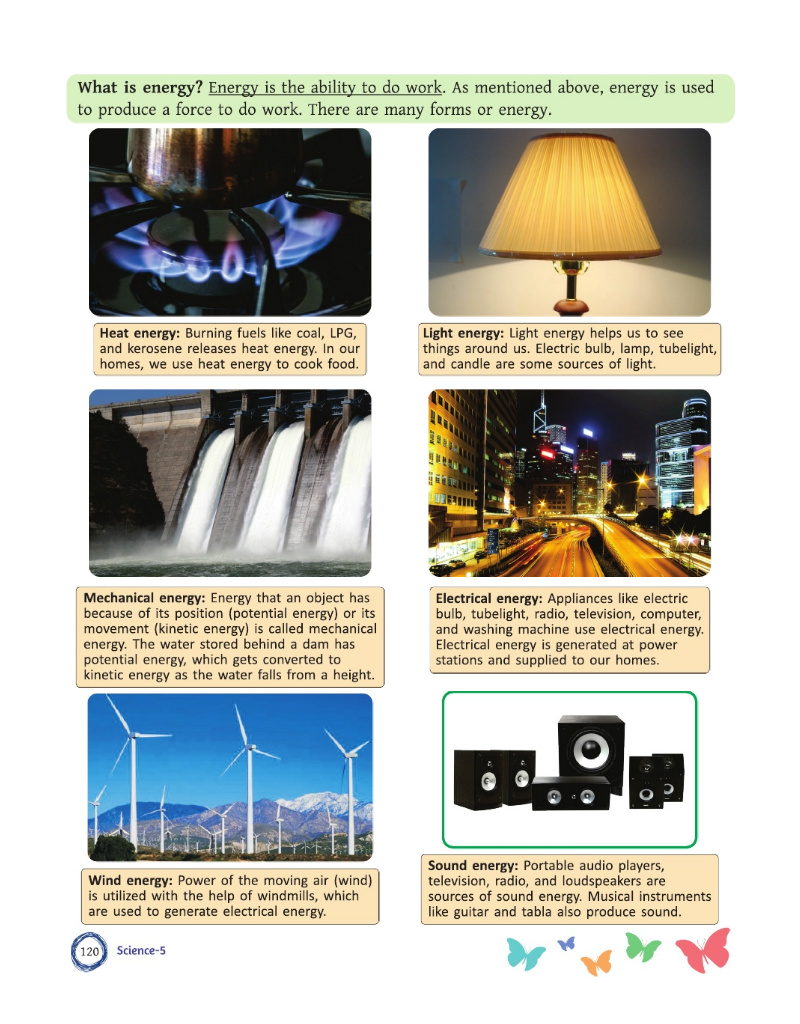 What is energy? Energy is the ability to do work. As mentioned above, energy is used
to produce a force to do work. There are many forms or energy.
Heat energy: Burning fuels like coal, LPG,
and kerosene releases heat energy. In our
homes, we use heat energy to cook food.
Light energy: Light energy helps us to see
things around us. Electric bulb, lamp, tubelight,
and candle are some sources of light.
Mechanical energy: Energy that an object has
because of its position (potential energy) or its
movement (kinetic energy) is called mechanical
energy. The water stored behind a dam has
potential energy, which gets converted to
kinetic energy as the water falls from a height.
Electrical energy: Appliances like electric
bulb, tubelight, radio, television, computer,
and washing machine use electrical energy.
Electrical energy is generated at power
stations and supplied to our homes.
Wind energy: Power of the moving air (wind)
is utilized with the help of windmills, which
are used to generate electrical energy.
Sound energy: Portable audio players,
television, radio, and loudspeakers are
sources of sound energy. Musical instruments
like guitar and tabla also produce sound.
120 Science-5